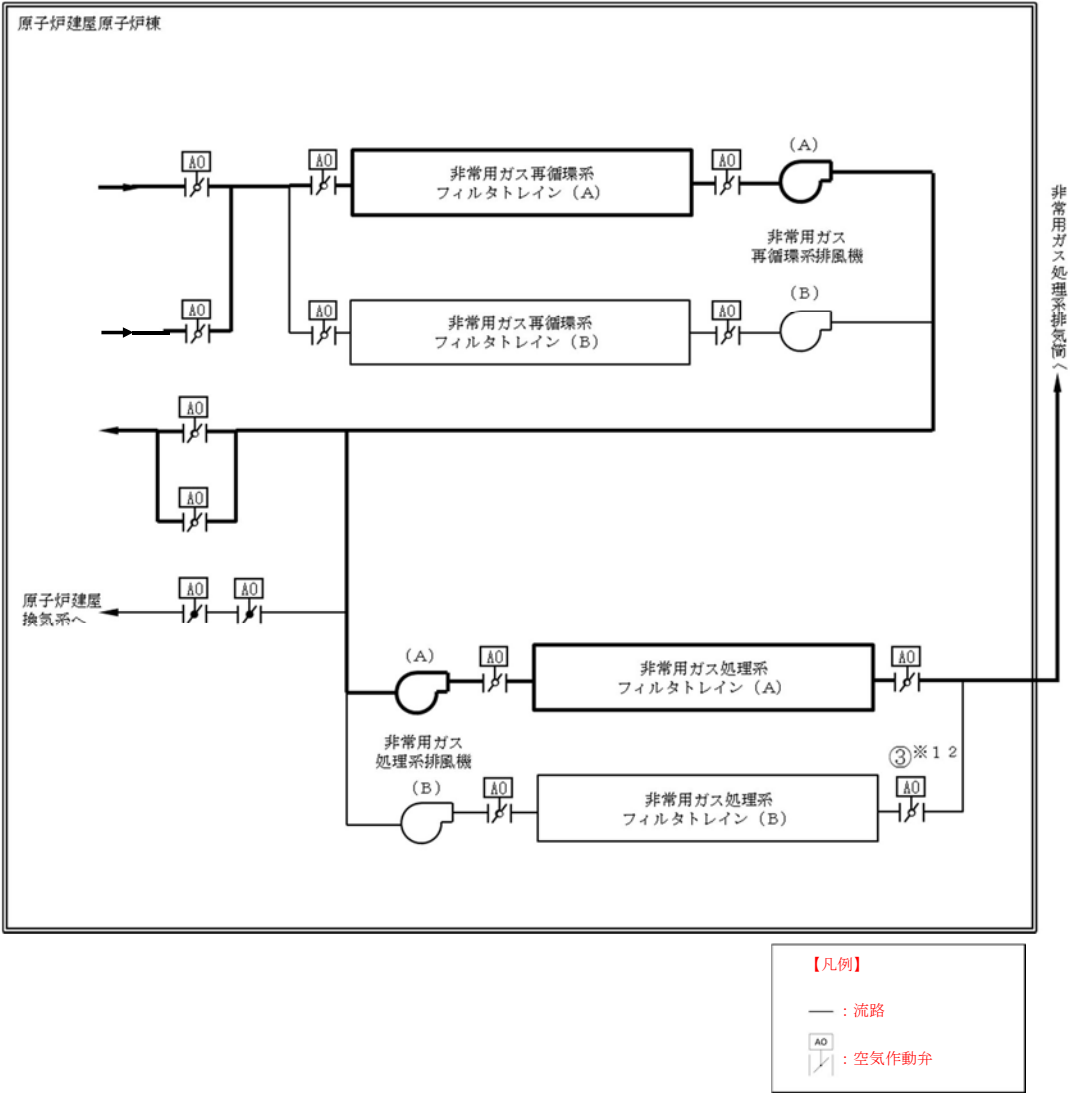 原子炉建屋原子炉棟
AO
AO
AO
(A)
非常用ガス再循環系
フィルタトレイン(A)
非常用ガス
再循環系排風機
AO
AO
AO
(B)
非常用ガス再循環系
フィルタトレイン(B)
非常用ガス処理系排気筒へ
AO
AO
AO
AO
原子炉建屋
換気系へ
(A)
AO
非常用ガス処理系
フィルタトレイン(A)
AO
非常用ガス
処理系排風機
③※12
(B)
AO
非常用ガス処理系
フィルタトレイン(B)
AO
【凡例】
:流路
AO
:空気作動弁